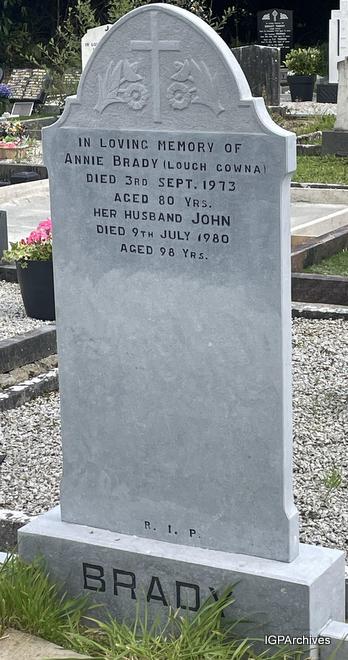 IN LOVING MEMORY OF
ANNIE BRADY (LOUGH GOWNA)
DIED 3RD SEPT. 1973
AGED 80 YRS.
HER HUSBAND JOHN
DIED 9TH JULY 1980
AGED 98 YRS.
R. I. P.
BRADY
IGPArchives